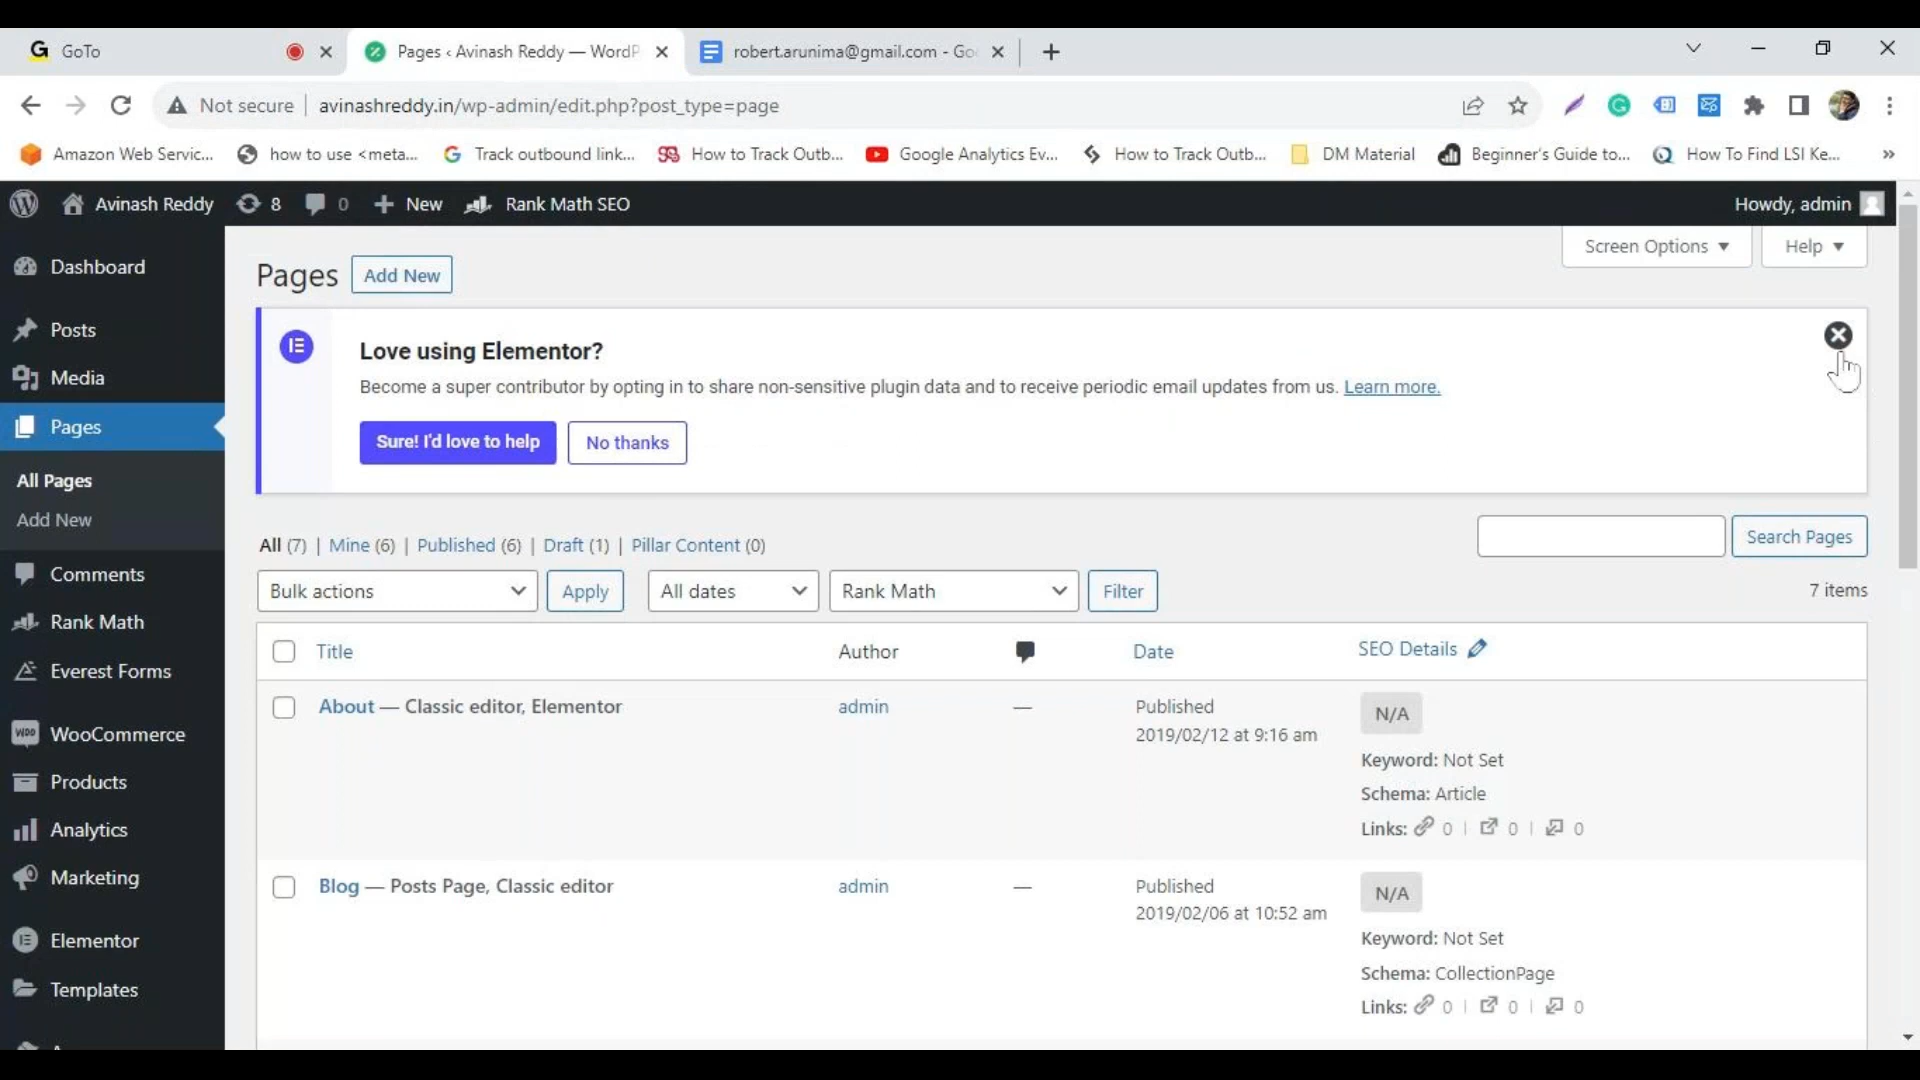 G GoTo
Pages ‹ Avinash Reddy — WordP
robert.arunima@gmail.com - Go
Not secure | avinashreddy.in/wp-admin/edit.php?post_type=page
Amazon Web Servic... how to use <meta... Track outbound link... How to Track Outb... Google Analytics Ev... How to Track Outb... DM Material Beginner's Guide to... How To Find LSI Ke... »
Avinash Reddy 8 0 + New Rank Math SEO Howdy, admin
Screen Options Help
Dashboard
Posts
Media
Pages
All Pages
Add New
Comments
Rank Math
Everest Forms
WooCommerce
Products
Analytics
Marketing
Elementor
Templates
Pages Add New
Love using Elementor?
Become a super contributor by opting in to share non-sensitive plugin data and to receive periodic email updates from us. Learn more.
Sure! I'd love to help No thanks
All (7) | Mine (6) | Published (6) | Draft (1) | Pillar Content (0)
Search Pages
Bulk actions Apply All dates Rank Math Filter 7 items
Title Author Date SEO Details
About — Classic editor, Elementor admin — Published N/A
2019/02/12 at 9:16 am
Keyword: Not Set
Schema: Article
Links: 0 | 0 | 0
Blog — Posts Page, Classic editor admin — Published N/A
2019/02/06 at 10:52 am
Keyword: Not Set
Schema: CollectionPage
Links: 0 | 0 | 0